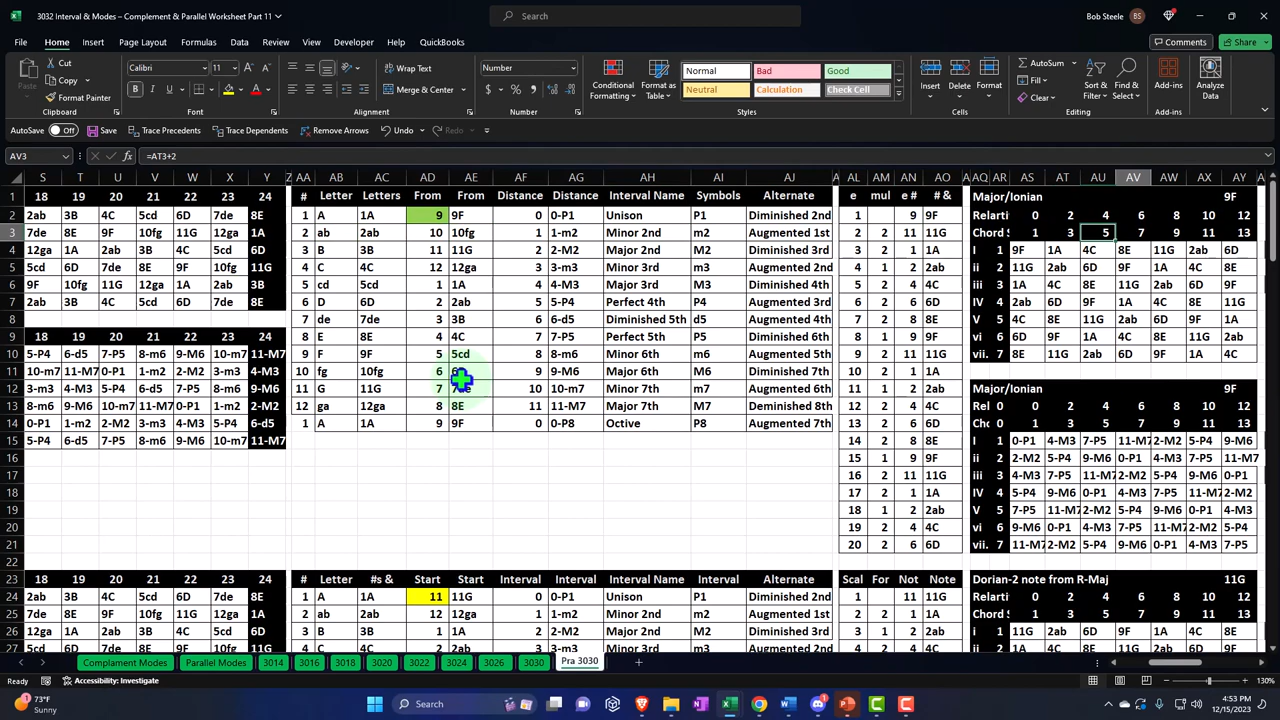 3032 Interval & Modes – Complement & Parallel Worksheet Part 11
Search
Bob Steele BS
File Home Insert Page Layout Formulas Data Review View Developer Help QuickBooks Comments Share
Cut Calibri 11 Wrap Text Number Normal Bad Good AutoSum
Copy Neutral Calculation Check Cell Fill
Paste Format Painter Merge & Center Conditional Formatting Format as Table Insert Delete Format Clear Sort & Filter Find & Select Add-ins Analyze Data
Clipboard Font Alignment Number Styles Cells Editing Add-ins
AutoSave Off Save Trace Precedents Trace Dependents Remove Arrows Undo Redo
AV3 fx =AT3+2
S T U V W X Y Z AA AB AC AD AE AF AG AH AI AJ AL AM AN AO AQ AR AS AT AU AV AW AX AY
1 18 19 20 21 22 23 24 # Letter Letters From From Distance Interval Name Symbols Alternate e mul e # # & Major/Ionian 9F
2 2ab 3B 4C 5cd 6D 7de 8E 1 A 1A 9 9F 0 0-P1 Unison P1 Diminished 2nd 1 9 9F Relati 0 2 4 6 8 10 12
3 7de 8E 9F 10fg 11G 12ga 1A 2 ab 2ab 10 10fg 1 1-m2 Minor 2nd m2 Augmented 1st 2 2 11 11G Chord S 1 3 5 7 9 11 13
4 12ga 1A 2ab 3B 4C 5cd 6D 3 B 3B 11 11G 2 2-M2 Major 2nd M2 Diminished 3rd 3 2 1 1A I 1 9F 1A 4C 8E 11G 2ab 6D
5 5cd 6D 7de 8E 9F 10fg 11G 4 C 4C 12 12ga 3 3-m3 Minor 3rd m3 Augmented 2nd 4 1 2 2ab ii 2 11G 2ab 6D 9F 1A 4C 8E
6 9F 10fg 11G 12ga 1A 2ab 3B 5 cd 5cd 1 1A 4 4-M3 Major 3rd M3 Diminished 4th 5 2 4 4C iii 3 1A 4C 8E 11G 2ab 6D 9F
7 2ab 3B 4C 5cd 6D 7de 8E 6 D 6D 2 2ab 5 5-P4 Perfect 4th P4 Augmented 3rd 6 2 6 6D IV 4 2ab 6D 9F 1A 4C 8E 11G
8 7 de 7de 3 3B 6 6-d5 Diminished 5th d5 Augmented 4th 7 2 8 8E V 5 4C 8E 11G 2ab 6D 9F 1A
9 18 19 20 21 22 23 24 8 E 8E 4 4C 7 7-P5 Perfect 5th P5 Diminished 6th 8 1 9 9F vi 6 6D 9F 1A 4C 8E 11G 2ab
10 5-P4 6-d5 7-P5 8-m6 9-M6 10-m7 11-M7 9 F 9F 5 5cd 8 8-m6 Minor 6th m6 Augmented 5th 9 2 11 11G vii. 7 8E 11G 2ab 6D 9F 1A 4C
11 10-m7 11-M7 0-P1 1-m2 2-M2 3-m3 4-M3 10 fg 10fg 6 9 9-M6 Major 6th M6 Diminished 7th 10 2 1 1A
12 3-m3 4-M3 5-P4 6-d5 7-P5 8-m6 9-M6 11 G 11G 7 7de 10 10-m7 Minor 7th m7 Augmented 6th 11 1 2 2ab Major/Ionian 9F
13 8-m6 9-M6 10-m7 11-M7 0-P1 1-m2 2-M2 12 ga 12ga 8 8E 11 11-M7 Major 7th M7 Deminished 8th 12 2 4 4C Rel 0 2 4 6 8 10 12
14 0-P1 1-m2 2-M2 3-m3 4-M3 5-P4 6-d5 1 A 1A 9 9F 0 0-P8 Octive P8 Augmented 7th 13 2 6 6D Chc 0 1 3 5 7 9 11 13
15 5-P4 6-d5 7-P5 8-m6 9-M6 10-m7 11-M7 14 2 8 8E I 1 0-P1 4-M3 7-P5 11-M7 2-M2 5-P4 9-M6
16 15 1 9 9F ii 2 2-M2 5-P4 9-M6 0-P1 4-M3 7-P5 11-M7
17 16 2 11 11G iii 3 4-M3 7-P5 11-M7 2-M2 5-P4 9-M6 0-P1
18 17 2 1 1A IV 4 5-P4 9-M6 0-P1 4-M3 7-P5 11-M7 2-M2
19 18 1 2 2ab V 5 7-P5 11-M7 2-M2 5-P4 9-M6 0-P1 4-M3
20 19 2 4 4C vi 6 9-M6 0-P1 4-M3 7-P5 11-M7 2-M2 5-P4
21 20 2 6 6D vii. 7 11-M7 2-M2 5-P4 9-M6 0-P1 4-M3 7-P5
22
23 18 19 20 21 22 23 24 # Letter #s & Start Start Interval Interval Interval Name Interval Alternate Scal For Not Note Dorian-2 note from R-Maj 11G
24 2ab 3B 4C 5cd 6D 7de 8E 1 A 1A 11 11G 0 0-P1 Unison P1 Diminished 2nd 1 11 11G Relati 0 2 4 6 8 10 12
25 7de 8E 9F 10fg 11G 12ga 1A 2 ab 2ab 12 12ga 1 1-m2 Minor 2nd m2 Augmented 1st 2 2 1 1A Chord S 1 3 5 7 9 11 13
26 12ga 1A 2ab 3B 4C 5cd 6D 3 B 3B 1 1A 2 2-M2 Major 2nd M2 Diminished 3rd 3 1 2 2ab I 1 11G 2ab 6D 9F 1A 4C 8E
27 5cd 6D 7de 8E 9F 10fg 11G 4 C 4C 2 2ab 3 3-m3 Minor 3rd m3 Augmented 2nd 4 2 4 4C ii 2 1A 4C 8E 11G 2ab 6D 9F
Complament Modes Parallel Modes 3014 3016 3018 3020 3022 3024 3026 3030 Pra 3030
Ready Accessibility: Investigate 130%
73°F
Sunny
Search
4:53 PM
12/15/2023